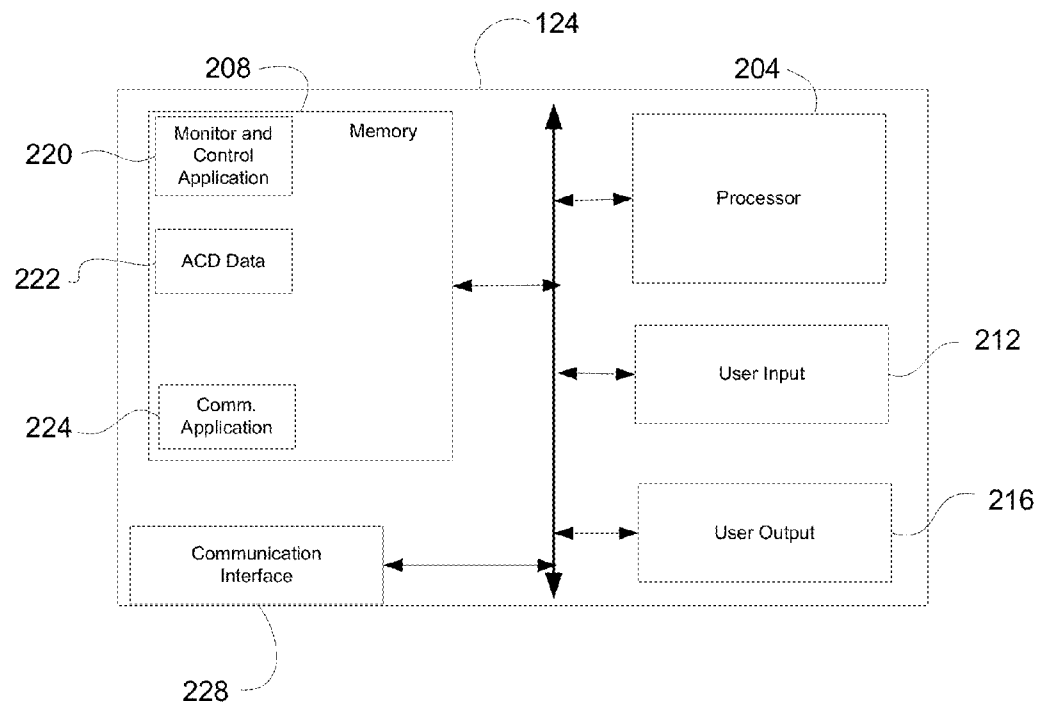 124
208
204
Monitor and
Control
Application
Memory
220
Processor
ACD Data
222
212
User Input
Comm.
Application
224
216
User Output
Communication
Interface
228